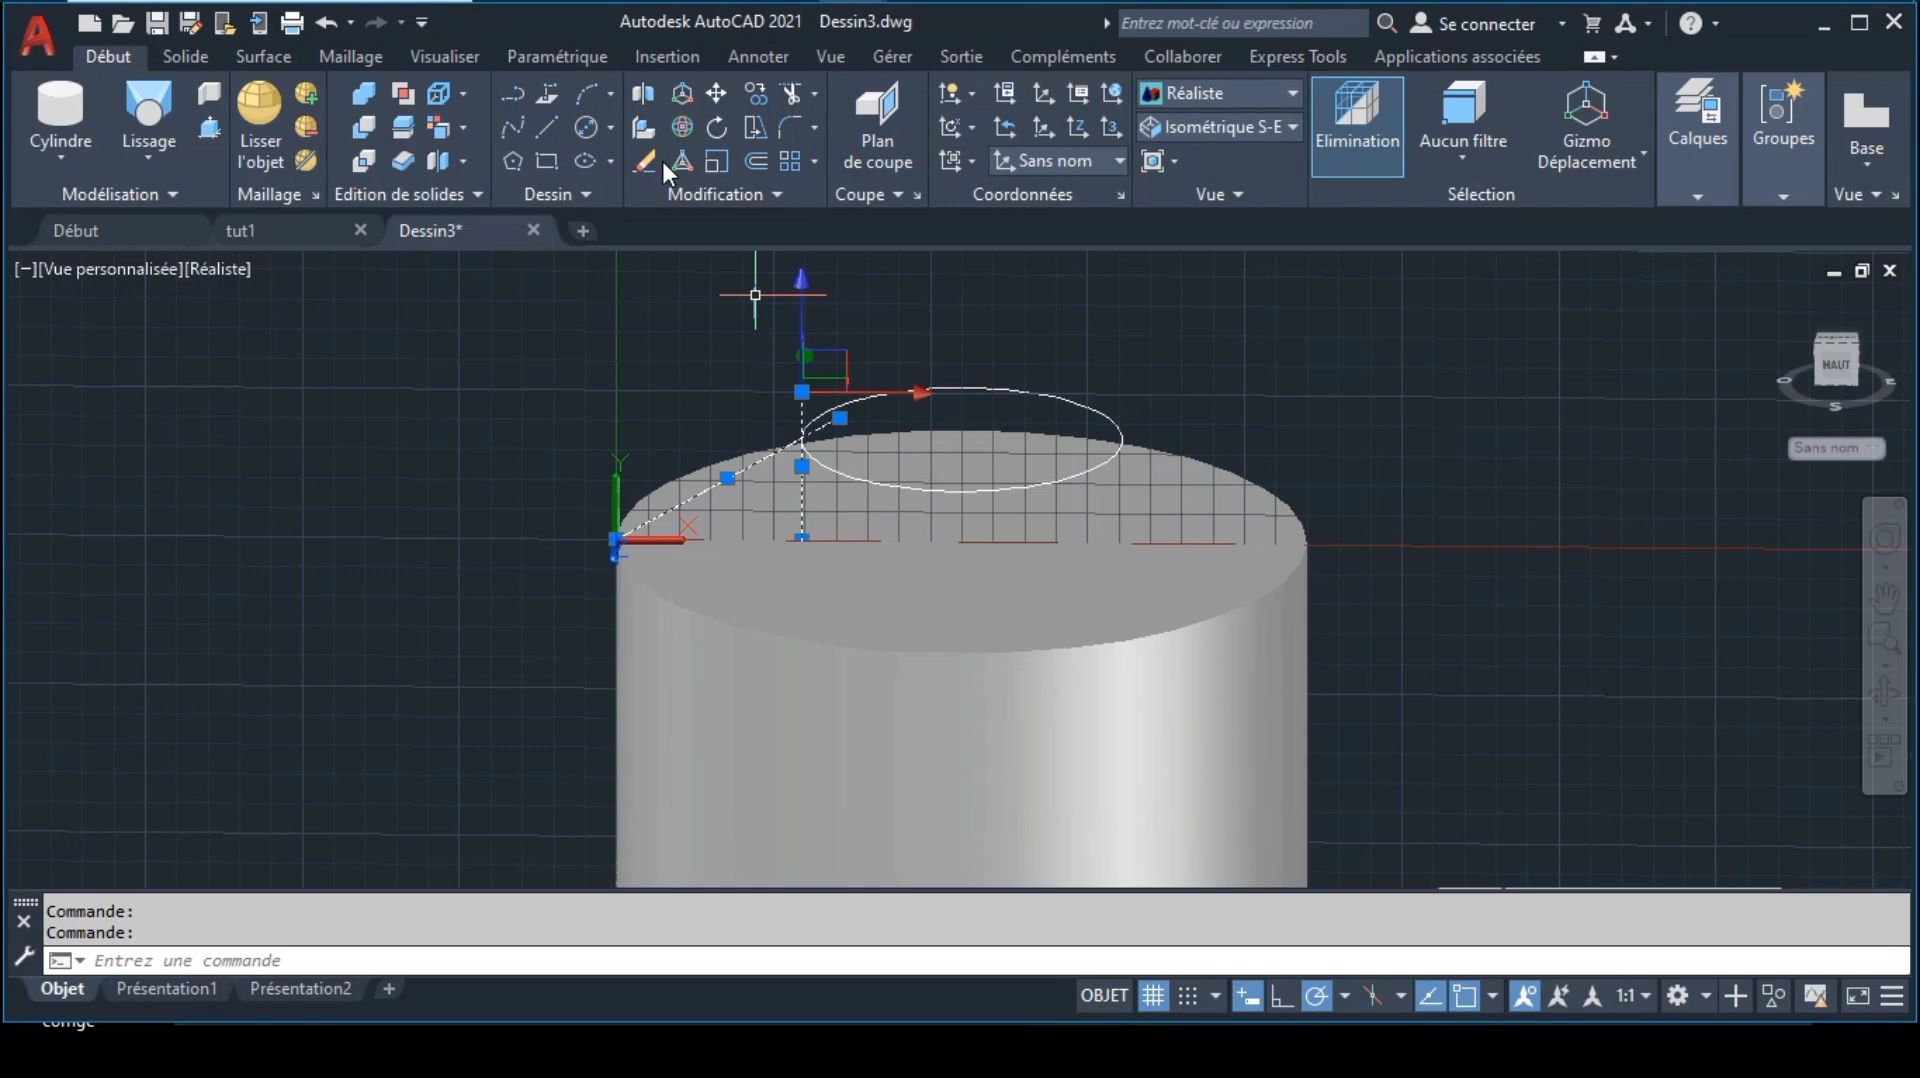 Autodesk AutoCAD 2021 Dessin3.dwg
Entrez mot-clé ou expression
Se connecter
Début Solide Surface Maillage Visualiser Paramétrique Insertion Annoter Vue Gérer Sortie Compléments Collaborer Express Tools Applications associées
Cylindre
Lissage
Lisser
l'objet
Plan
de coupe
Réaliste
Isométrique S-E
Sans nom
Elimination
Aucun filtre
Gizmo
Déplacement
Calques
Groupes
Base
Modélisation Maillage Edition de solides Dessin Modification Coupe Coordonnées Vue Sélection Vue
Début tut1 Dessin3*
[−][Vue personnalisée][Réaliste]
HAUT
O E
S
Sans nom
Y
X
Commande:
Commande:
Entrez une commande
Objet Présentation1 Présentation2
OBJET
1:1